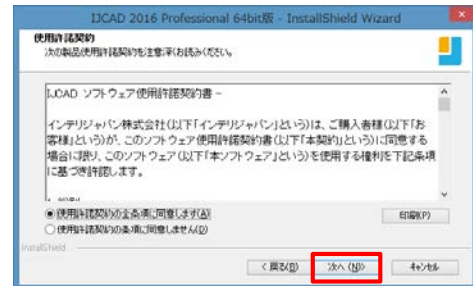 IJCAD 2016 Professional 64bit版 - InstallShield Wizard
使用許諾契約
次の製品使用許諾契約を注意深くお読みください。
IJCAD ソフトウェア使用許諾契約書 -
インテリジャパン株式会社(以下「インテリジャパン」という)は、ご購入者様(以下「お
客様」という)が、このソフトウェア使用許諾契約書(以下「本契約」という)に同意する
場合に限り、このソフトウェア(以下「本ソフトウェア」という)を使用する権利を下記条項
に基づき許諾します。
使用許諾契約の全条項に同意します(A)
印刷(P)
使用許諾契約の条項に同意しません(D)
InstallShield
< 戻る(B)
次へ(N)>
キャンセル